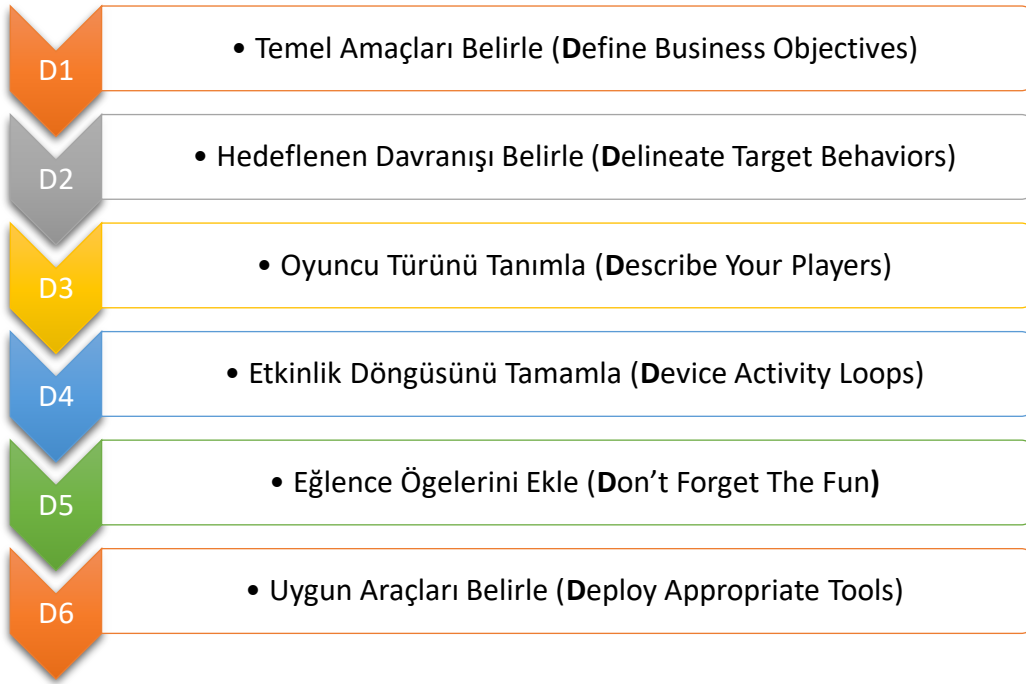 D1
• Temel Amaçları Belirle (Define Business Objectives)
D2
• Hedeflenen Davranışı Belirle (Delineate Target Behaviors)
D3
• Oyuncu Türünü Tanımla (Describe Your Players)
D4
• Etkinlik Döngüsünü Tamamla (Device Activity Loops)
D5
• Eğlence Ögelerini Ekle (Don’t Forget The Fun)
D6
• Uygun Araçları Belirle (Deploy Appropriate Tools)